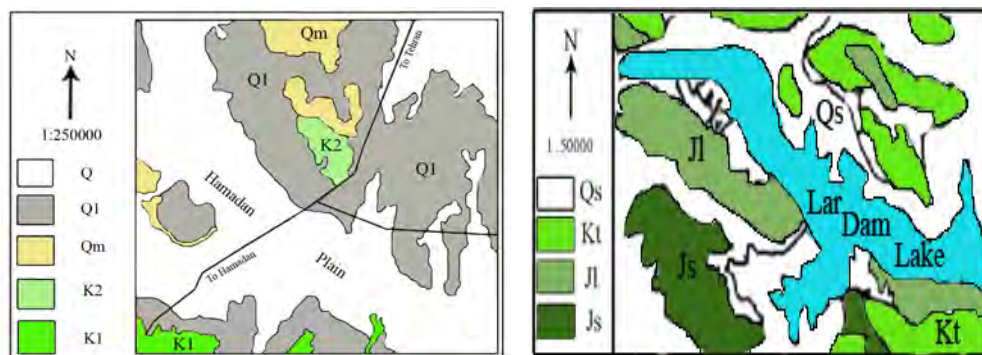 N
1:250000
Q
Q1
Qm
K2
K1
Qm
To Tehran
Q1
K2
Q1
Hamadan
To Hamadan
Plain
K1
N
1:50000
Qs
Kt
Jl
Js
Qs
Jl
Lar
Dam
Lake
Js
Kt